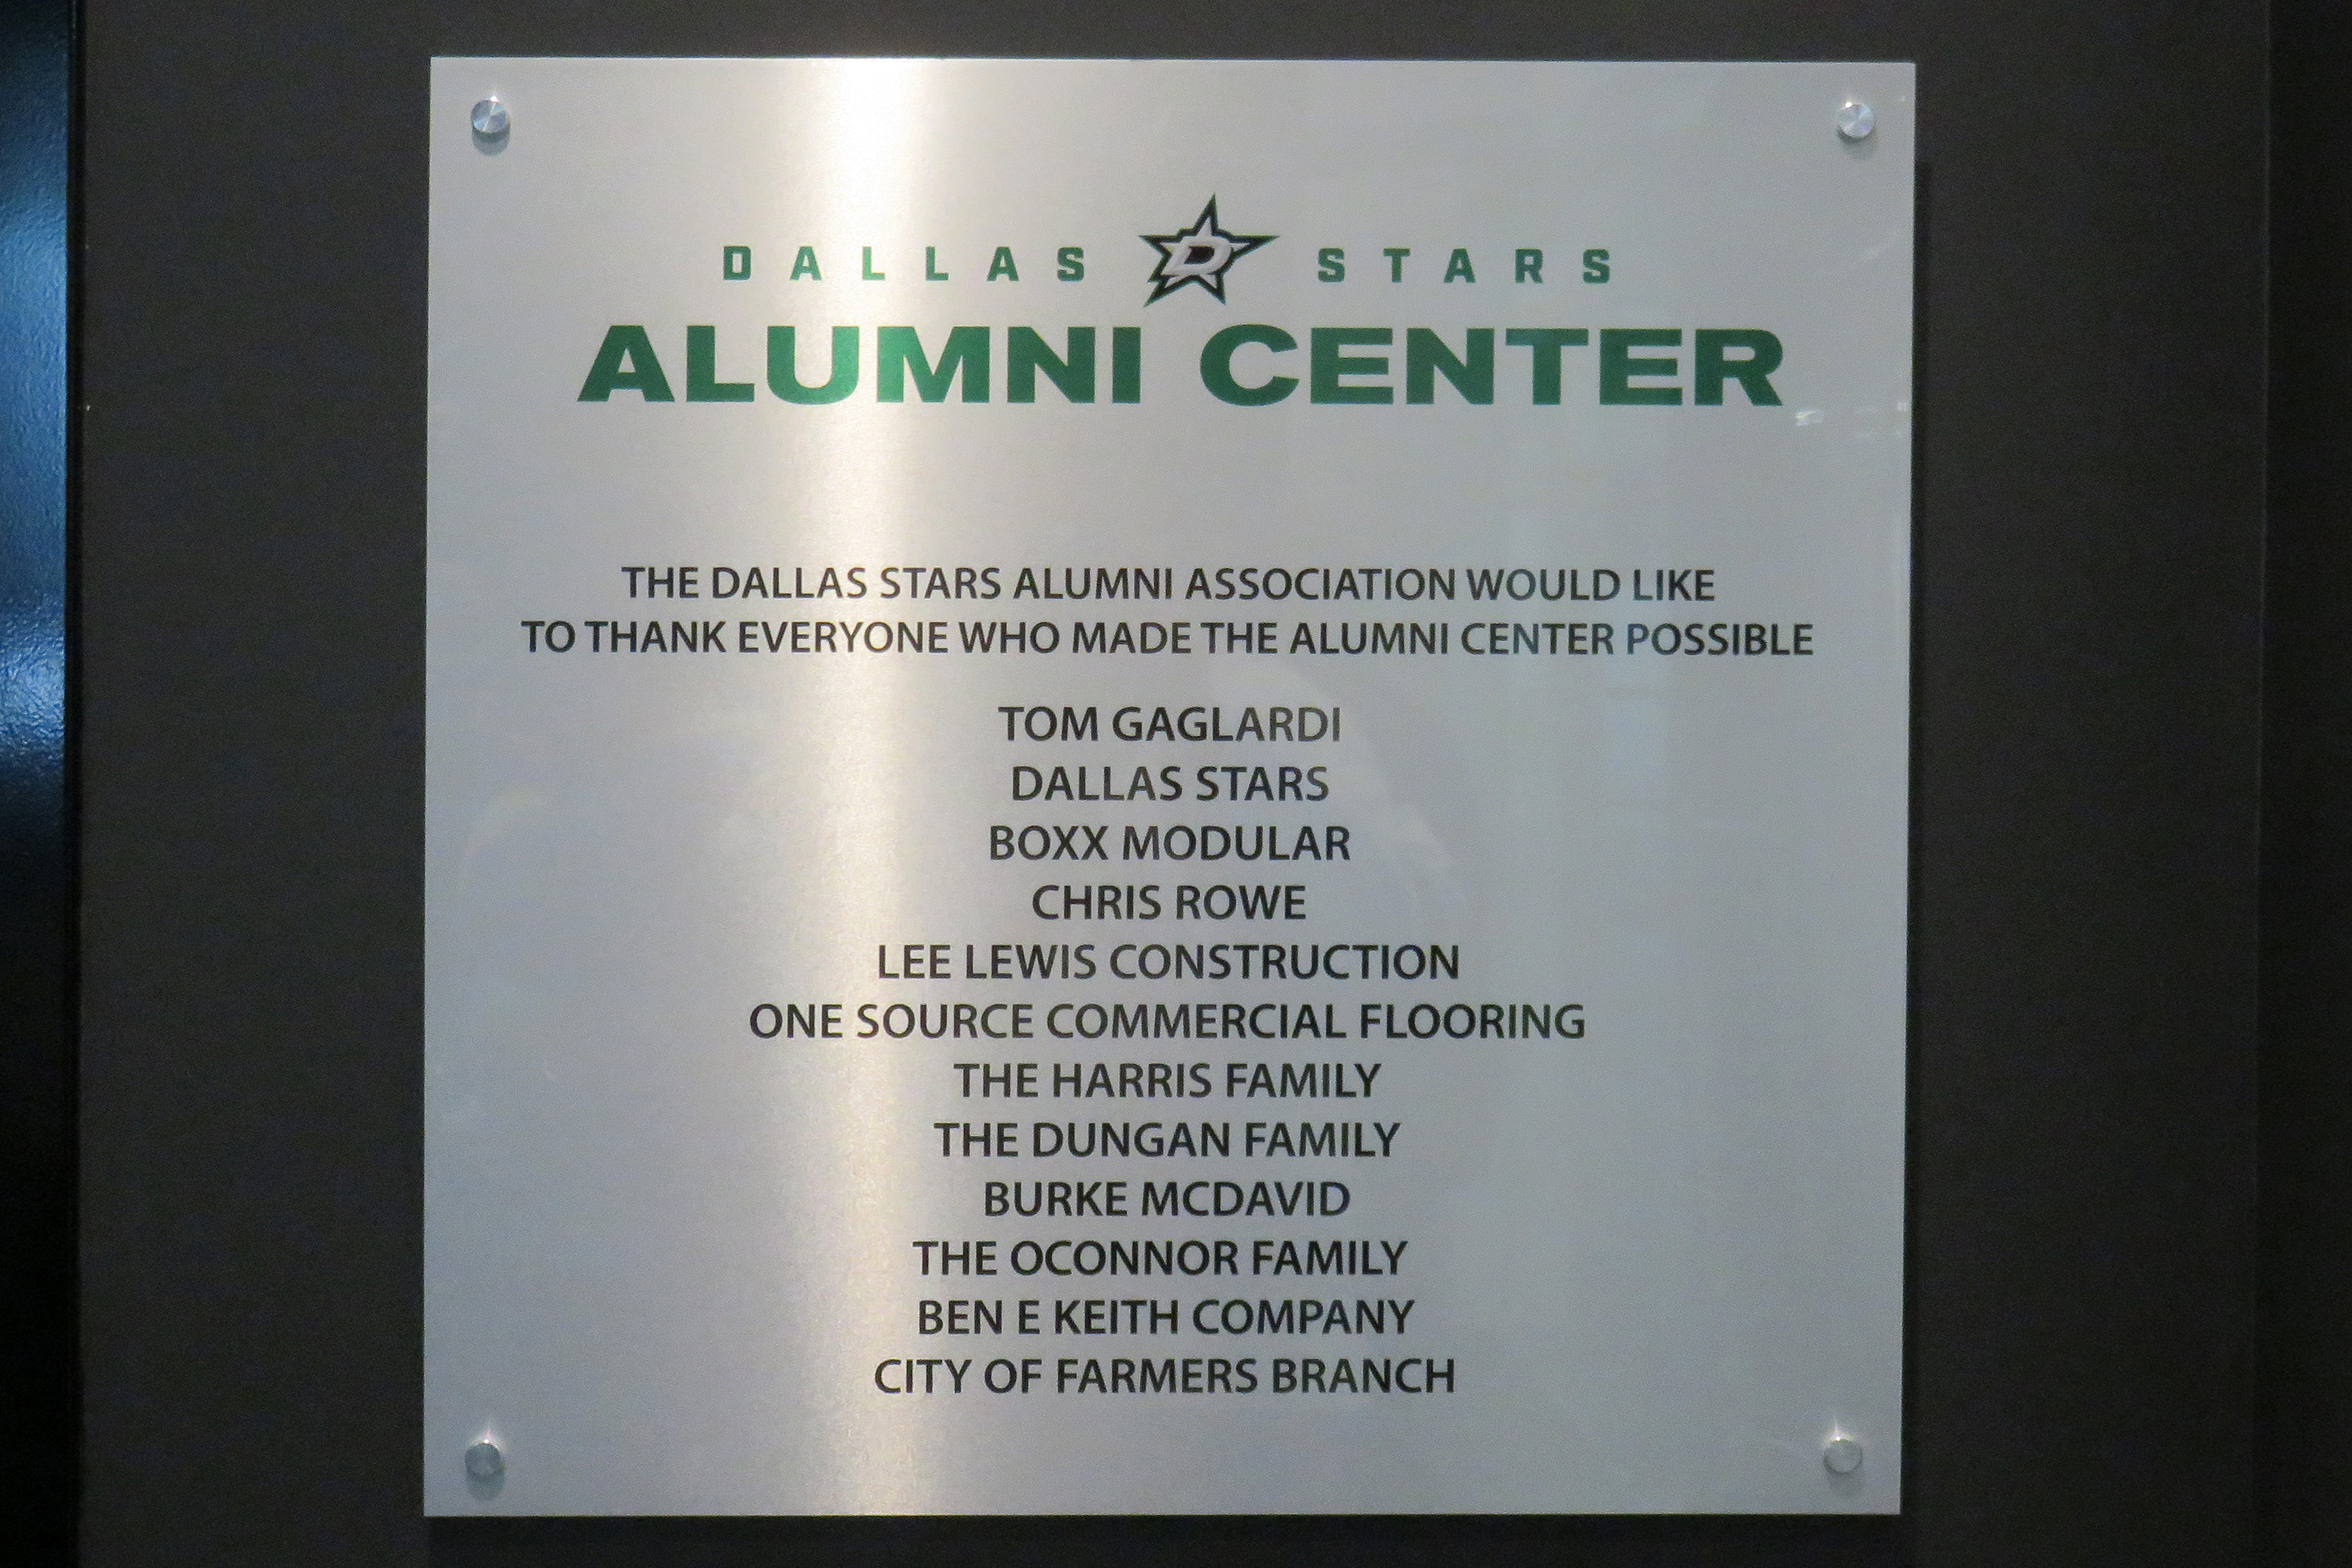 DALLAS D STARS
ALUMNI CENTER
THE DALLAS STARS ALUMNI ASSOCIATION WOULD LIKE
TO THANK EVERYONE WHO MADE THE ALUMNI CENTER POSSIBLE
TOM GAGLARDI
DALLAS STARS
BOXX MODULAR
CHRIS ROWE
LEE LEWIS CONSTRUCTION
ONE SOURCE COMMERCIAL FLOORING
THE HARRIS FAMILY
THE DUNGAN FAMILY
BURKE MCDAVID
THE OCONNOR FAMILY
BEN E KEITH COMPANY
CITY OF FARMERS BRANCH